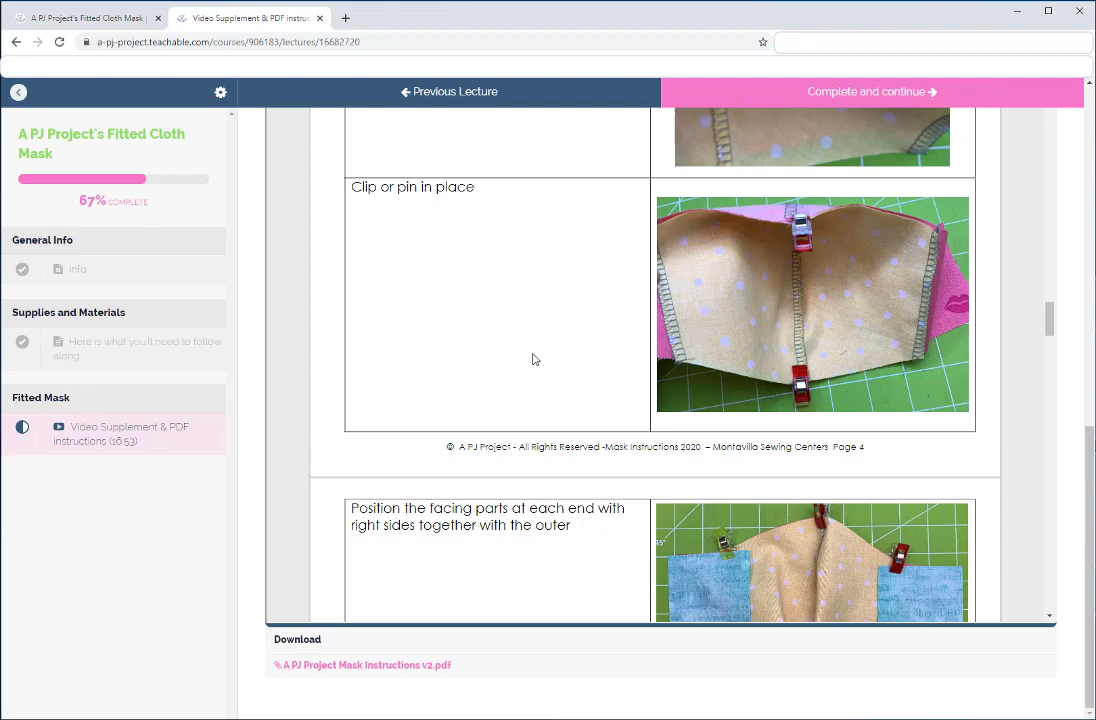 A PJ Project's Fitted Cloth Mask |
Video Supplement & PDF instruc
a-pj-project.teachable.com/courses/906183/lectures/16682720
Previous Lecture
Complete and continue
A PJ Project's Fitted Cloth
Mask
67% COMPLETE
General Info
Info
Supplies and Materials
Here is what you'll need to follow
along
Fitted Mask
Video Supplement & PDF
instructions (16:53)
Clip or pin in place
© A PJ Project - All Rights Reserved -Mask Instructions 2020 – Montavilla Sewing Centers Page 4
Position the facing parts at each end with
right sides together with the outer
45°
Download
A PJ Project Mask Instructions v2.pdf